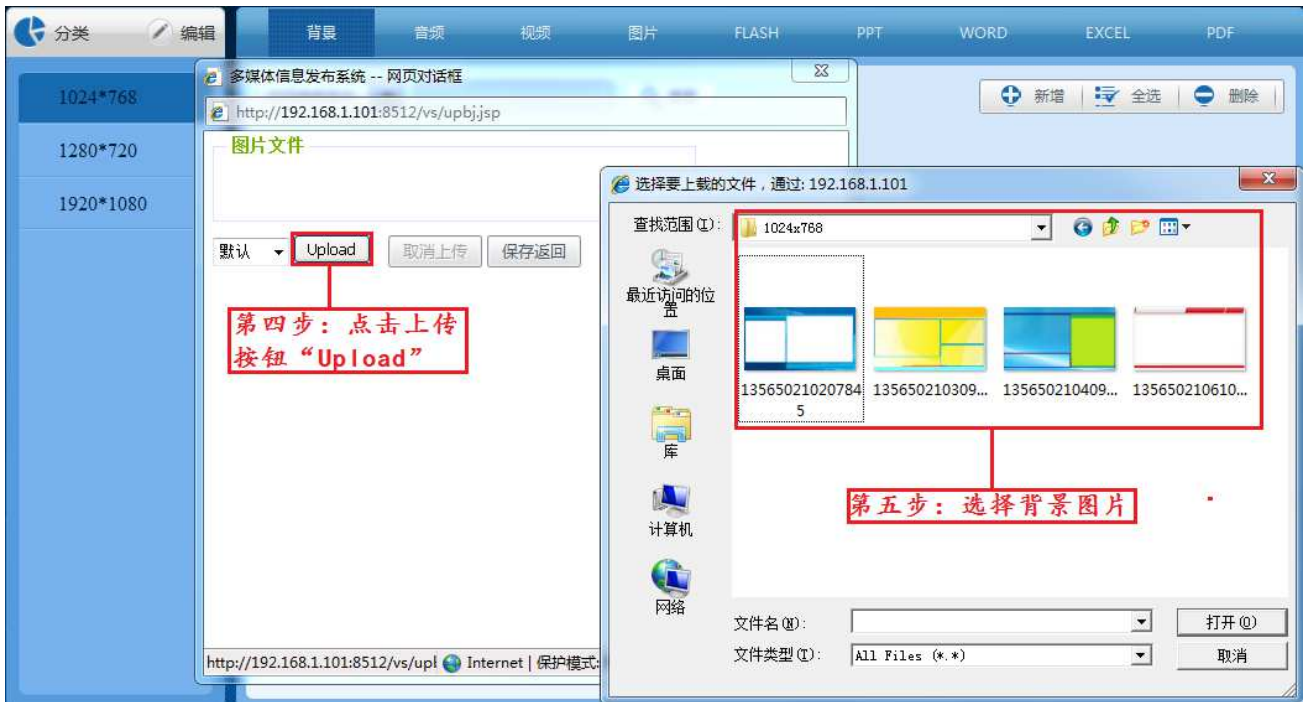 分类
编辑
背景
音频
视频
图片
FLASH
PPT
WORD
EXCEL
PDF
1024*768
1280*720
1920*1080
新增
全选
删除
多媒体信息发布系统 -- 网页对话框
http://192.168.1.101:8512/vs/upbj.jsp
图片文件
默认
Upload
取消上传
保存返回
第四步：点击上传
按钮“Upload”
http://192.168.1.101:8512/vs/upl
Internet | 保护模式:
选择要上载的文件，通过: 192.168.1.101
查找范围(I):
1024x768
最近访问的位
置
桌面
库
计算机
网络
13565021020784
5
135650210309...
135650210409...
135650210610...
第五步：选择背景图片
文件名(N):
打开(O)
文件类型(T):
All Files (*.*)
取消